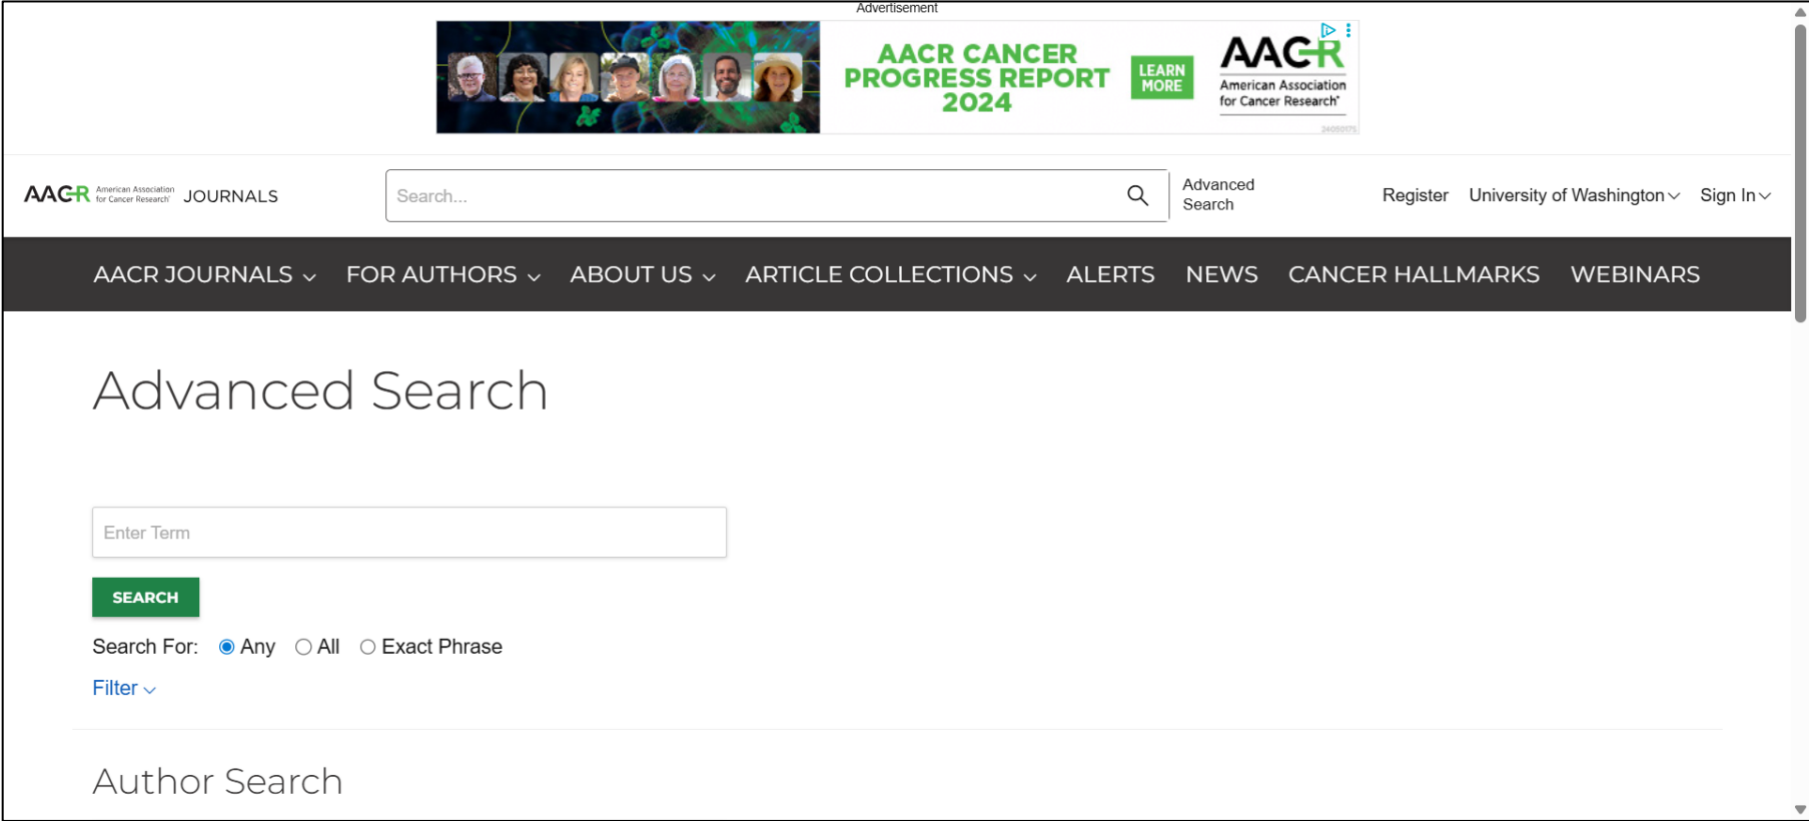 Advertisement
AACR CANCER
PROGRESS REPORT
2024
LEARN
MORE
AACR
American Association
for Cancer Research®
2408017S
AACR American Association
for Cancer Research® JOURNALS
Search...
Advanced
Search
Register University of Washington Sign In
AACR JOURNALS FOR AUTHORS ABOUT US ARTICLE COLLECTIONS ALERTS NEWS CANCER HALLMARKS WEBINARS
Advanced Search
Enter Term
SEARCH
Search For: Any All Exact Phrase
Filter
Author Search